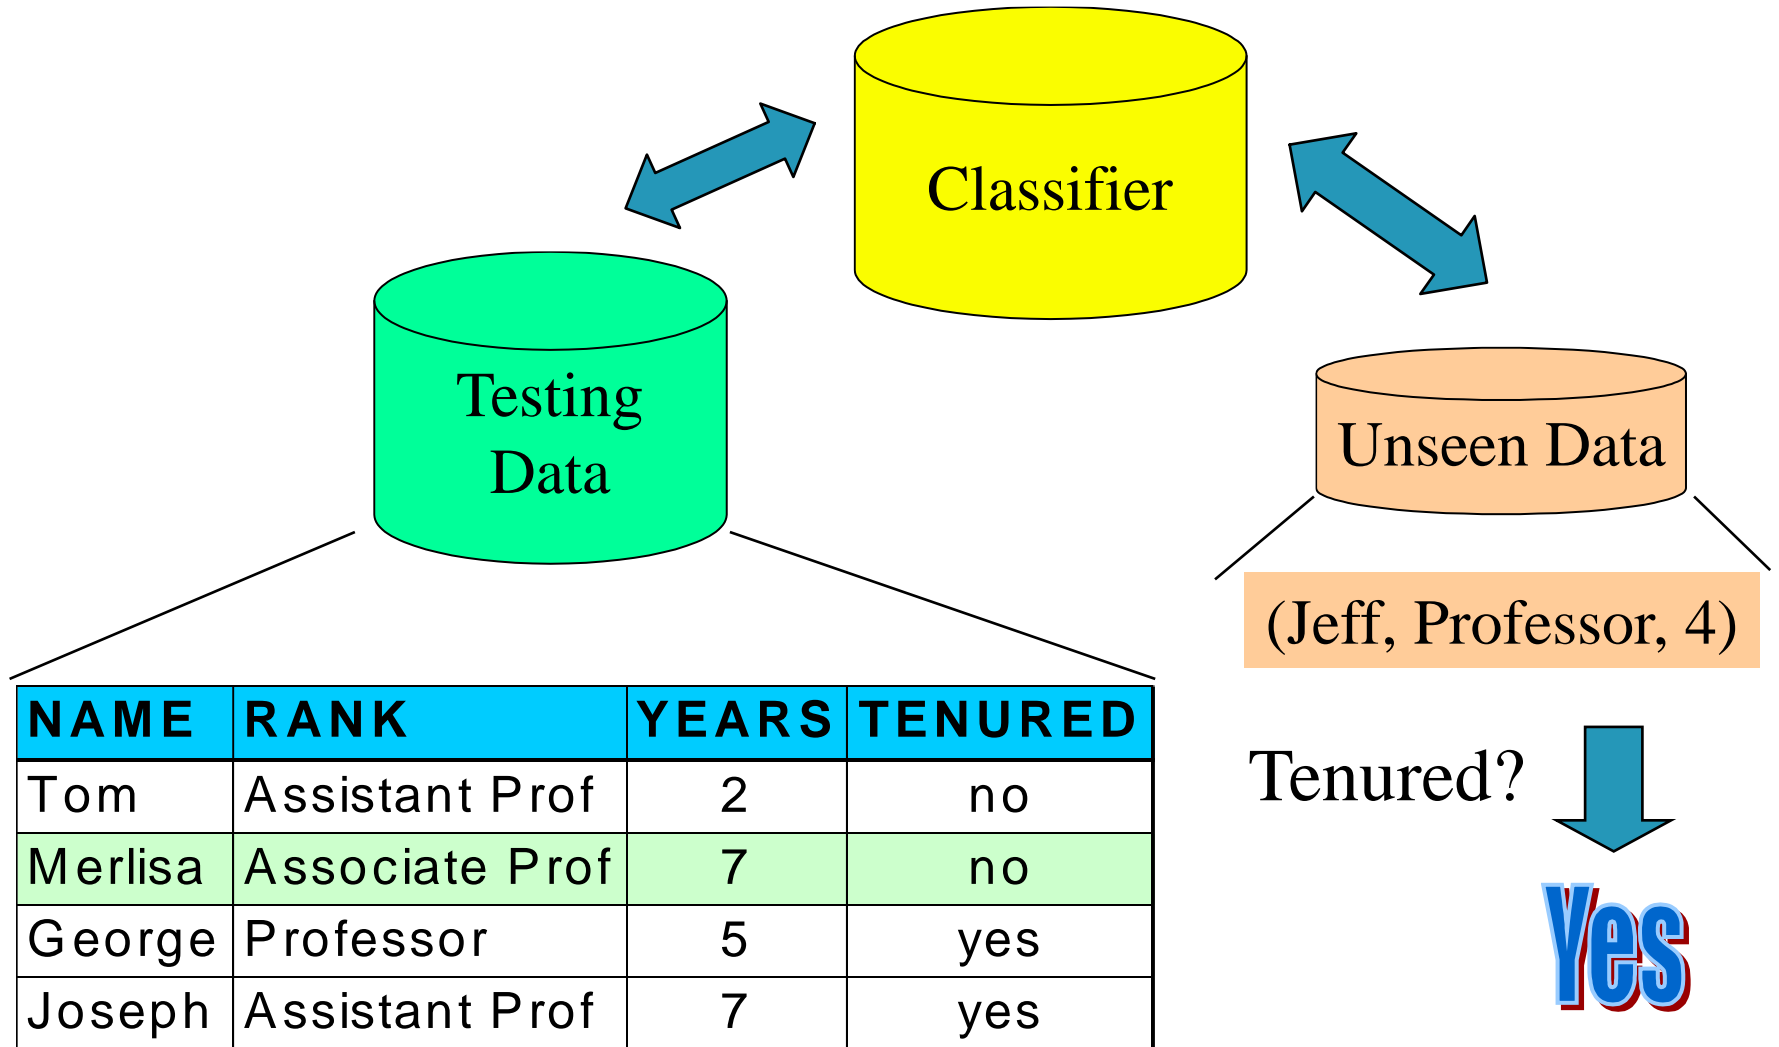 Classifier
Testing
Data
Unseen Data
(Jeff, Professor, 4)
NAME RANK YEARS TENURED
Tom Assistant Prof 2 no
Merlisa Associate Prof 7 no
George Professor 5 yes
Joseph Assistant Prof 7 yes
Tenured?
Yes